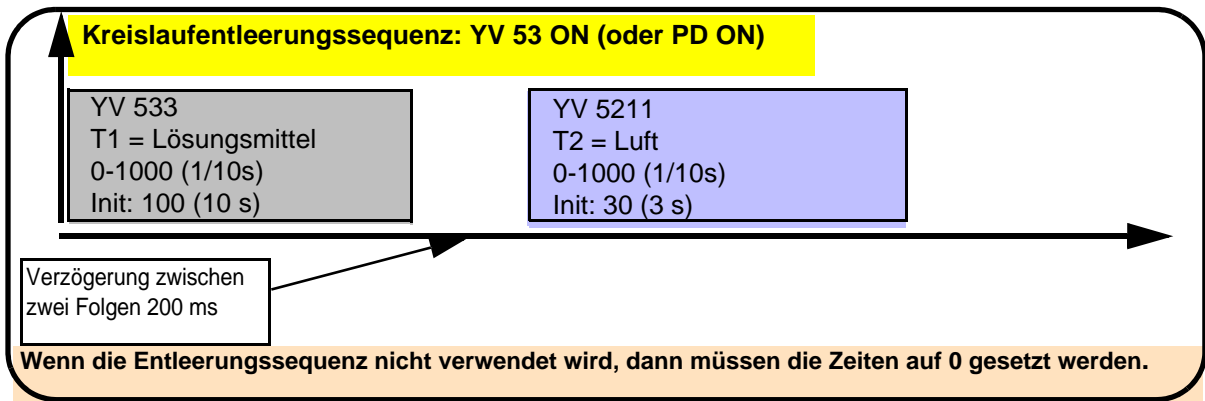 Kreislaufentleerungssequenz: YV 53 ON (oder PD ON)
YV 533
T1 = Lösungsmittel
0-1000 (1/10s)
Init: 100 (10 s)
YV 5211
T2 = Luft
0-1000 (1/10s)
Init: 30 (3 s)
Verzögerung zwischen
zwei Folgen 200 ms
Wenn die Entleerungssequenz nicht verwendet wird, dann müssen die Zeiten auf 0 gesetzt werden.